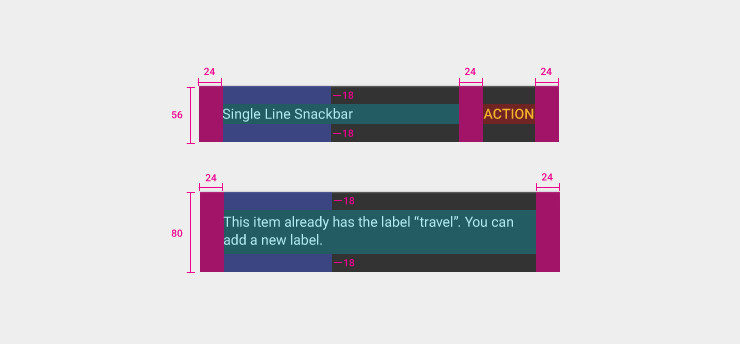 24 24 24
18
56 Single Line Snackbar ACTION
18
24 24
18
This item already has the label “travel”. You can
80
add a new label.
18